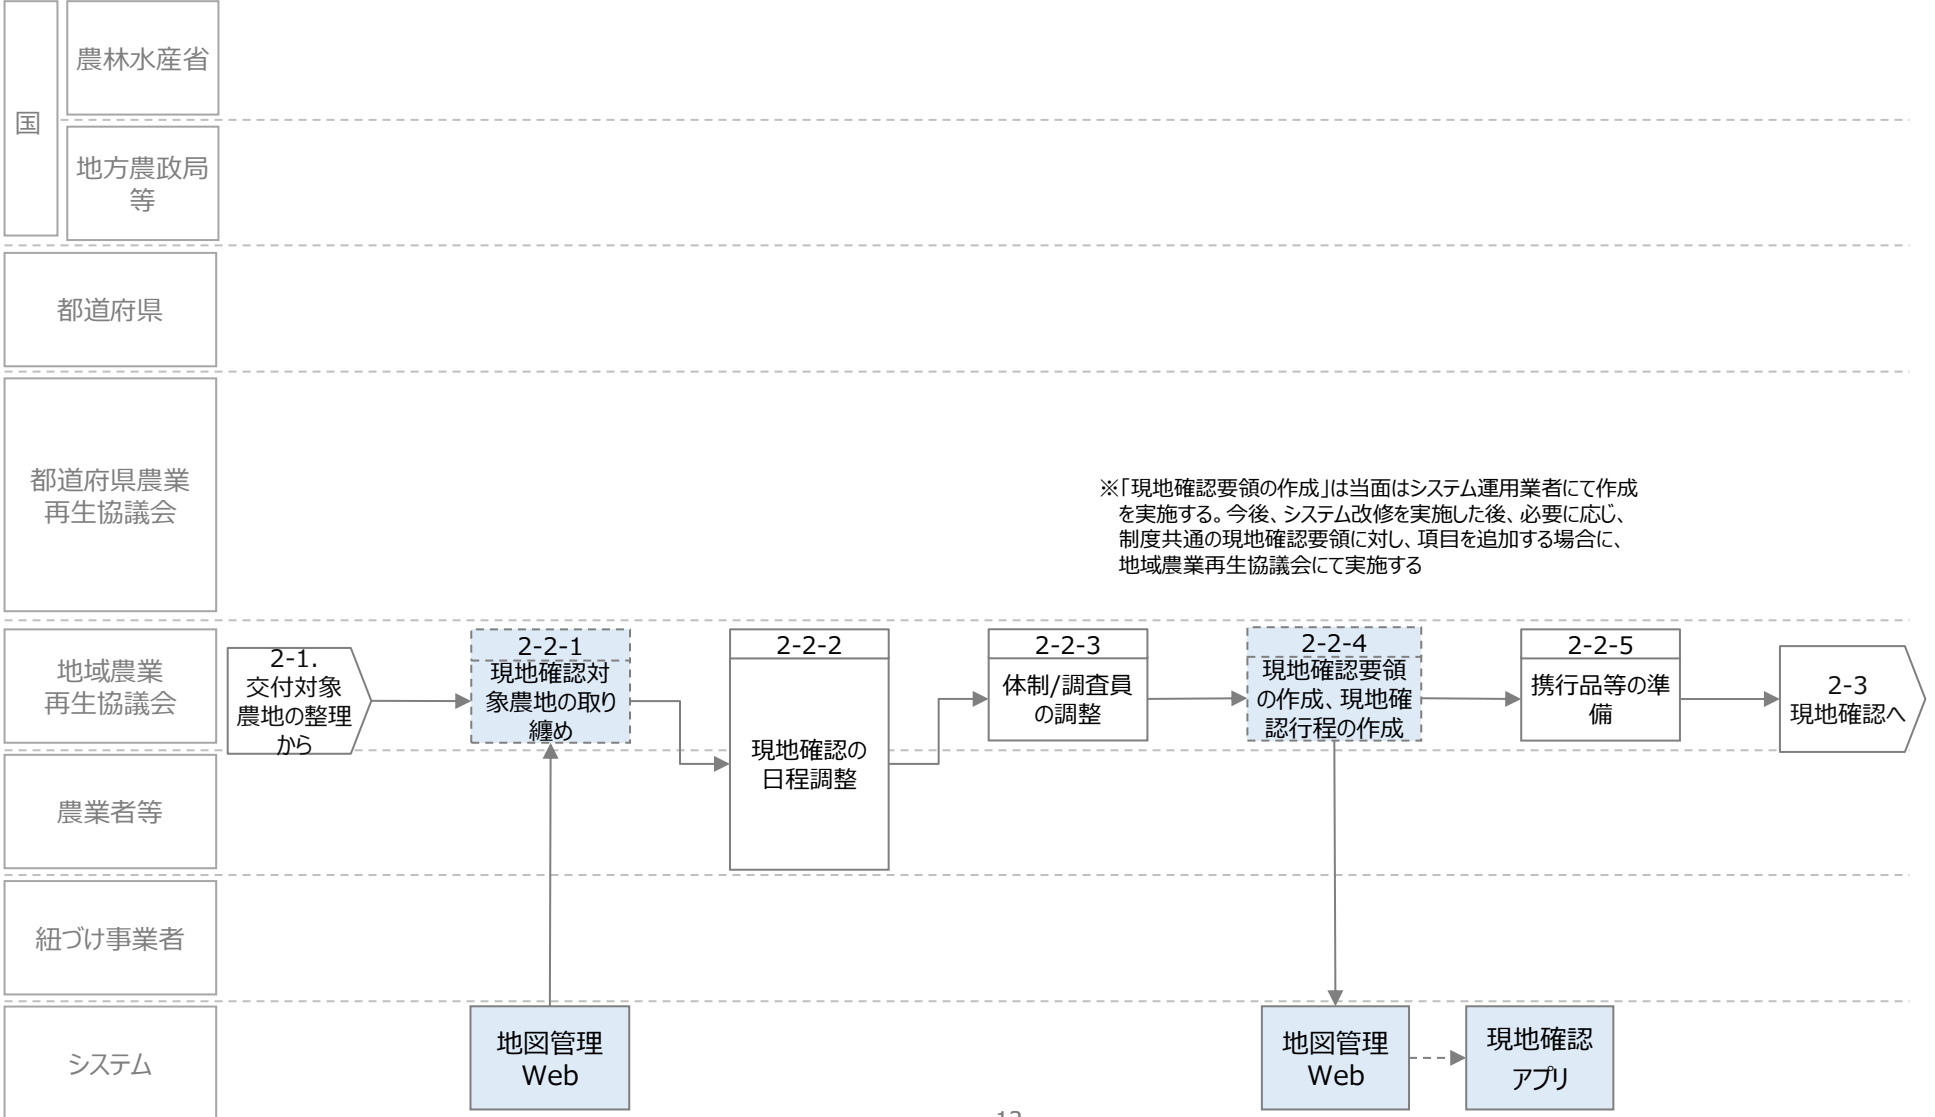 国
農林水産省
地方農政局
等
都道府県
都道府県農業
再生協議会
※「現地確認要領の作成」は当面はシステム運用業者にて作成
を実施する。今後、システム改修を実施した後、必要に応じ、
制度共通の現地確認要領に対し、項目を追加する場合に、
地域農業再生協議会にて実施する
地域農業
再生協議会
2-1.
交付対象
農地の整理
から
2-2-1
現地確認対
象農地の取り
纏め
2-2-2
現地確認の
日程調整
2-2-3
体制/調査員
の調整
2-2-4
現地確認要領
の作成、現地確
認行程の作成
2-2-5
携行品等の準
備
2-3
現地確認へ
農業者等
紐づけ事業者
システム
地図管理
Web
地図管理
Web
現地確認
アプリ